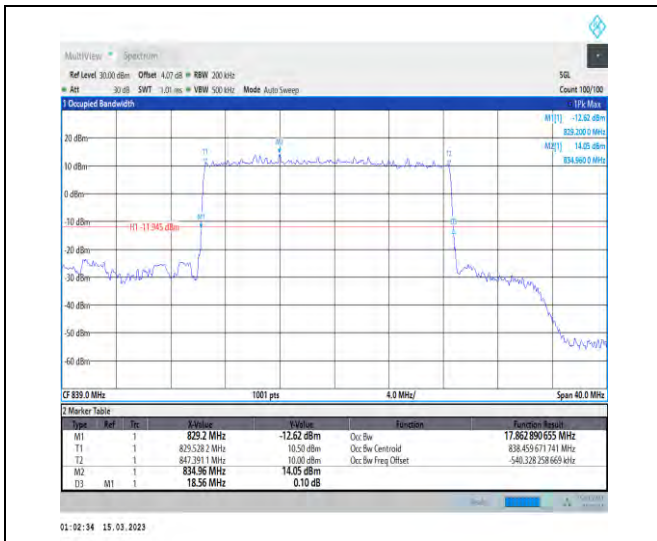 MultiView Spectrum
Ref Level 30.00 dBm Offset 4.07 dB RBW 200 kHz SGL
Att 30 dB SWT 1.01 ms VBW 500 kHz Mode Auto Sweep Count 100/100
1 Occupied Bandwidth 1Pk Max
M1[1] -12.62 dBm
829.200 0 MHz
M2[1] 14.05 dBm
834.960 0 MHz
20 dBm
T1 M2 T2
10 dBm
0 dBm
-10 dBm
M1 D3
H1 -11.945 dBm
-20 dBm
-30 dBm
-40 dBm
-50 dBm
-60 dBm
CF 839.0 MHz 1001 pts 4.0 MHz/ Span 40.0 MHz
2 Marker Table
Type Ref Trc X-Value Y-Value Function Function Result
M1 1 829.2 MHz -12.62 dBm Occ Bw 17.862 890 655 MHz
T1 1 829.528 2 MHz 10.50 dBm Occ Bw Centroid 838.459 671 741 MHz
T2 1 847.391 1 MHz 10.00 dBm Occ Bw Freq Offset -540.328 258 669 kHz
M2 1 834.96 MHz 14.05 dBm
D3 M1 1 18.56 MHz 0.10 dB
01:02:34 15.03.2023